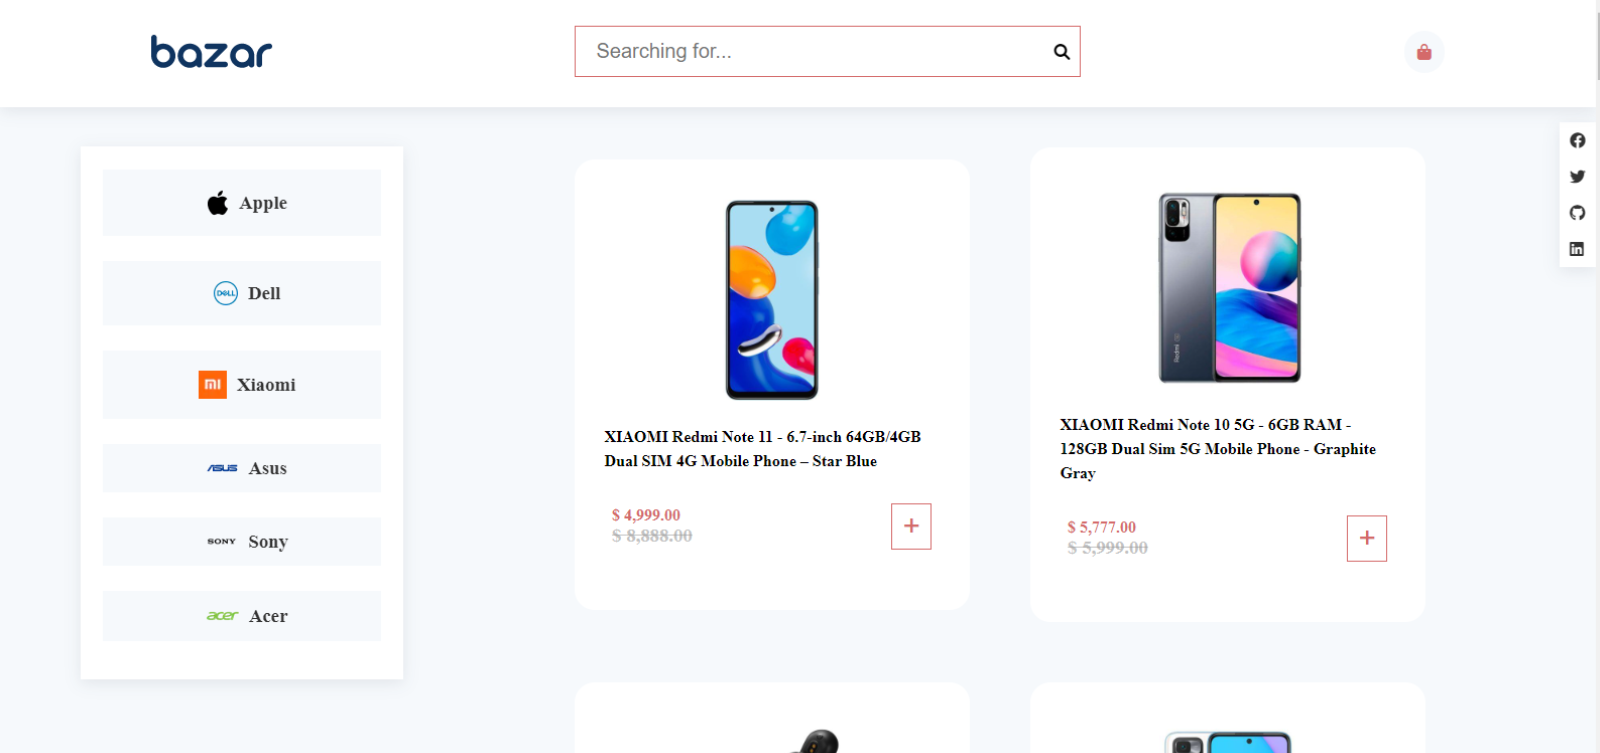 bazar
Searching for...
Apple
DELL Dell
mi Xiaomi
ASUS Asus
SONY Sony
acer Acer
XIAOMI Redmi Note 11 - 6.7-inch 64GB/4GB
Dual SIM 4G Mobile Phone – Star Blue
$ 4,999.00
$ 8,888.00
+
Redmi
XIAOMI Redmi Note 10 5G - 6GB RAM -
128GB Dual Sim 5G Mobile Phone - Graphite
Gray
$ 5,777.00
$ 5,999.00
+
in